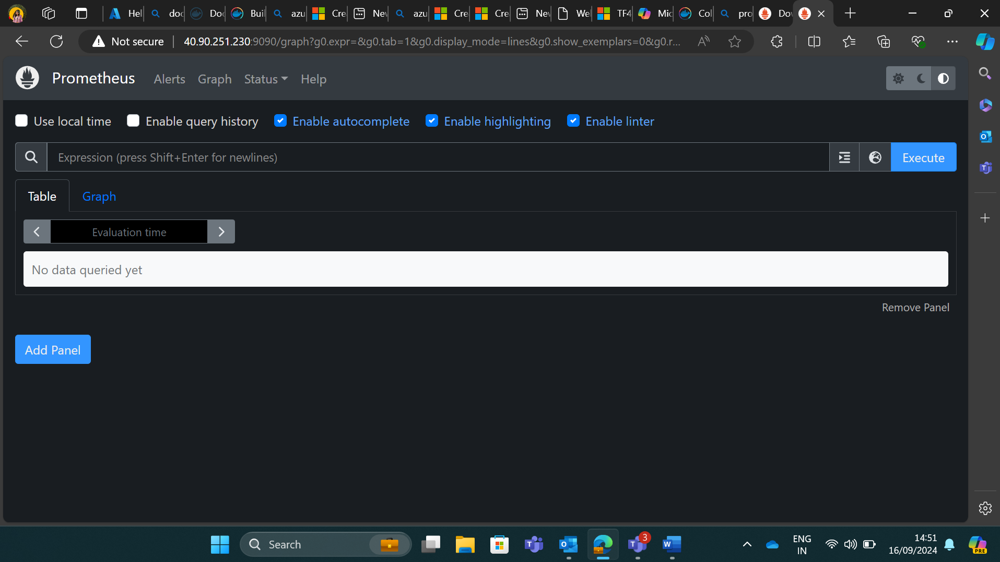 Hel
doc
Doc
Buil
azu
Cre
Nev
azu
Cre
Cre
Nev
We
TF4
Mic
Col
pro
Do
Not secure
40.90.251.230:9090/graph?g0.expr=&g0.tab=1&g0.display_mode=lines&g0.show_exemplars=0&g0.r...
Prometheus Alerts Graph Status Help
Use local time Enable query history Enable autocomplete Enable highlighting Enable linter
Expression (press Shift+Enter for newlines) Execute
Table Graph
Evaluation time
No data queried yet
Remove Panel
Add Panel
Search
3
ENG
IN
14:51
16/09/2024
PRE